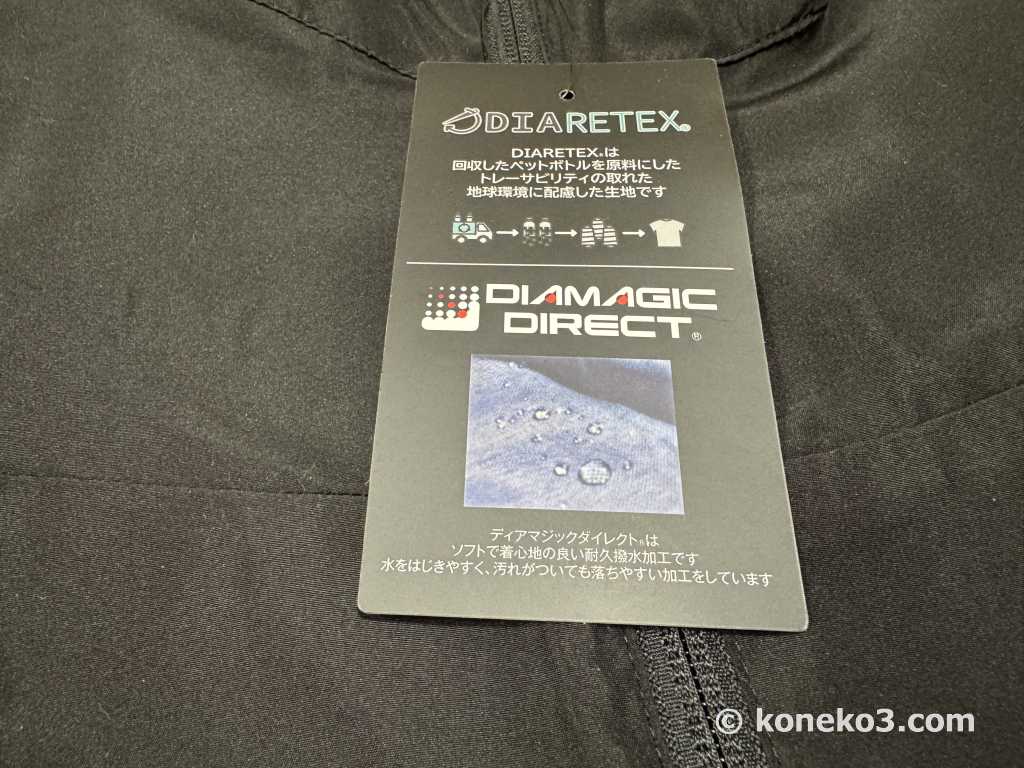 DIARETEX®
DIARETEX®は
回収したペットボトルを原料にした
トレーサビリティの取れた
地球環境に配慮した生地です
DIAMAGIC
DIRECT®
ディアマジックダイレクト®は
ソフトで着心地の良い耐久撥水加工です
水をはじきやすく、汚れがついても落ちやすい加工をしています
© koneko3.com